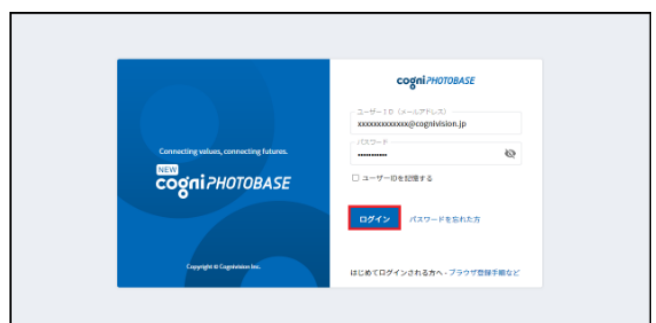 Connecting values, connecting futures.
NEW
cogni PHOTOBASE
Copyright © Cognivision Inc.
cogni PHOTOBASE
ユーザーID（メールアドレス）
xxxxxxxxxxxxx@cognivision.jp
パスワード
ユーザーIDを記憶する
ログイン
パスワードを忘れた方
はじめてログインされる方へ - ブラウザ登録手順など